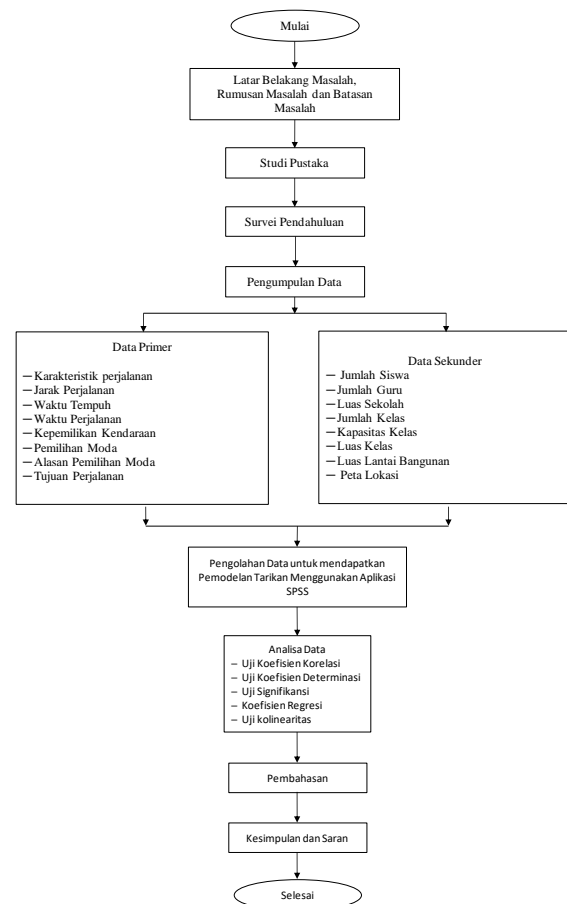 Mulai
Latar Belakang Masalah,
Rumusan Masalah dan Batasan
Masalah
Studi Pustaka
Survei Pendahuluan
Pengumpulan Data
Data Primer
— Karakteristik perjalanan
— Jarak Perjalanan
— Waktu Tempuh
— Waktu Perjalanan
— Kepemilikan Kendaraan
— Pemilihan Moda
— Alasan Pemilihan Moda
— Tujuan Perjalanan
Data Sekunder
— Jumlah Siswa
— Jumlah Guru
— Luas Sekolah
— Jumlah Kelas
— Kapasitas Kelas
— Luas Kelas
— Luas Lantai Bangunan
— Peta Lokasi
Pengolahan Data untuk mendapatkan
Pemodelan Tarikan Menggunakan Aplikasi
SPSS
Analisa Data
– Uji Koefisien Korelasi
– Uji Koefisien Determinasi
– Uji Signifikansi
– Koefisien Regresi
– Uji kolinearitas
Pembahasan
Kesimpulan dan Saran
Selesai